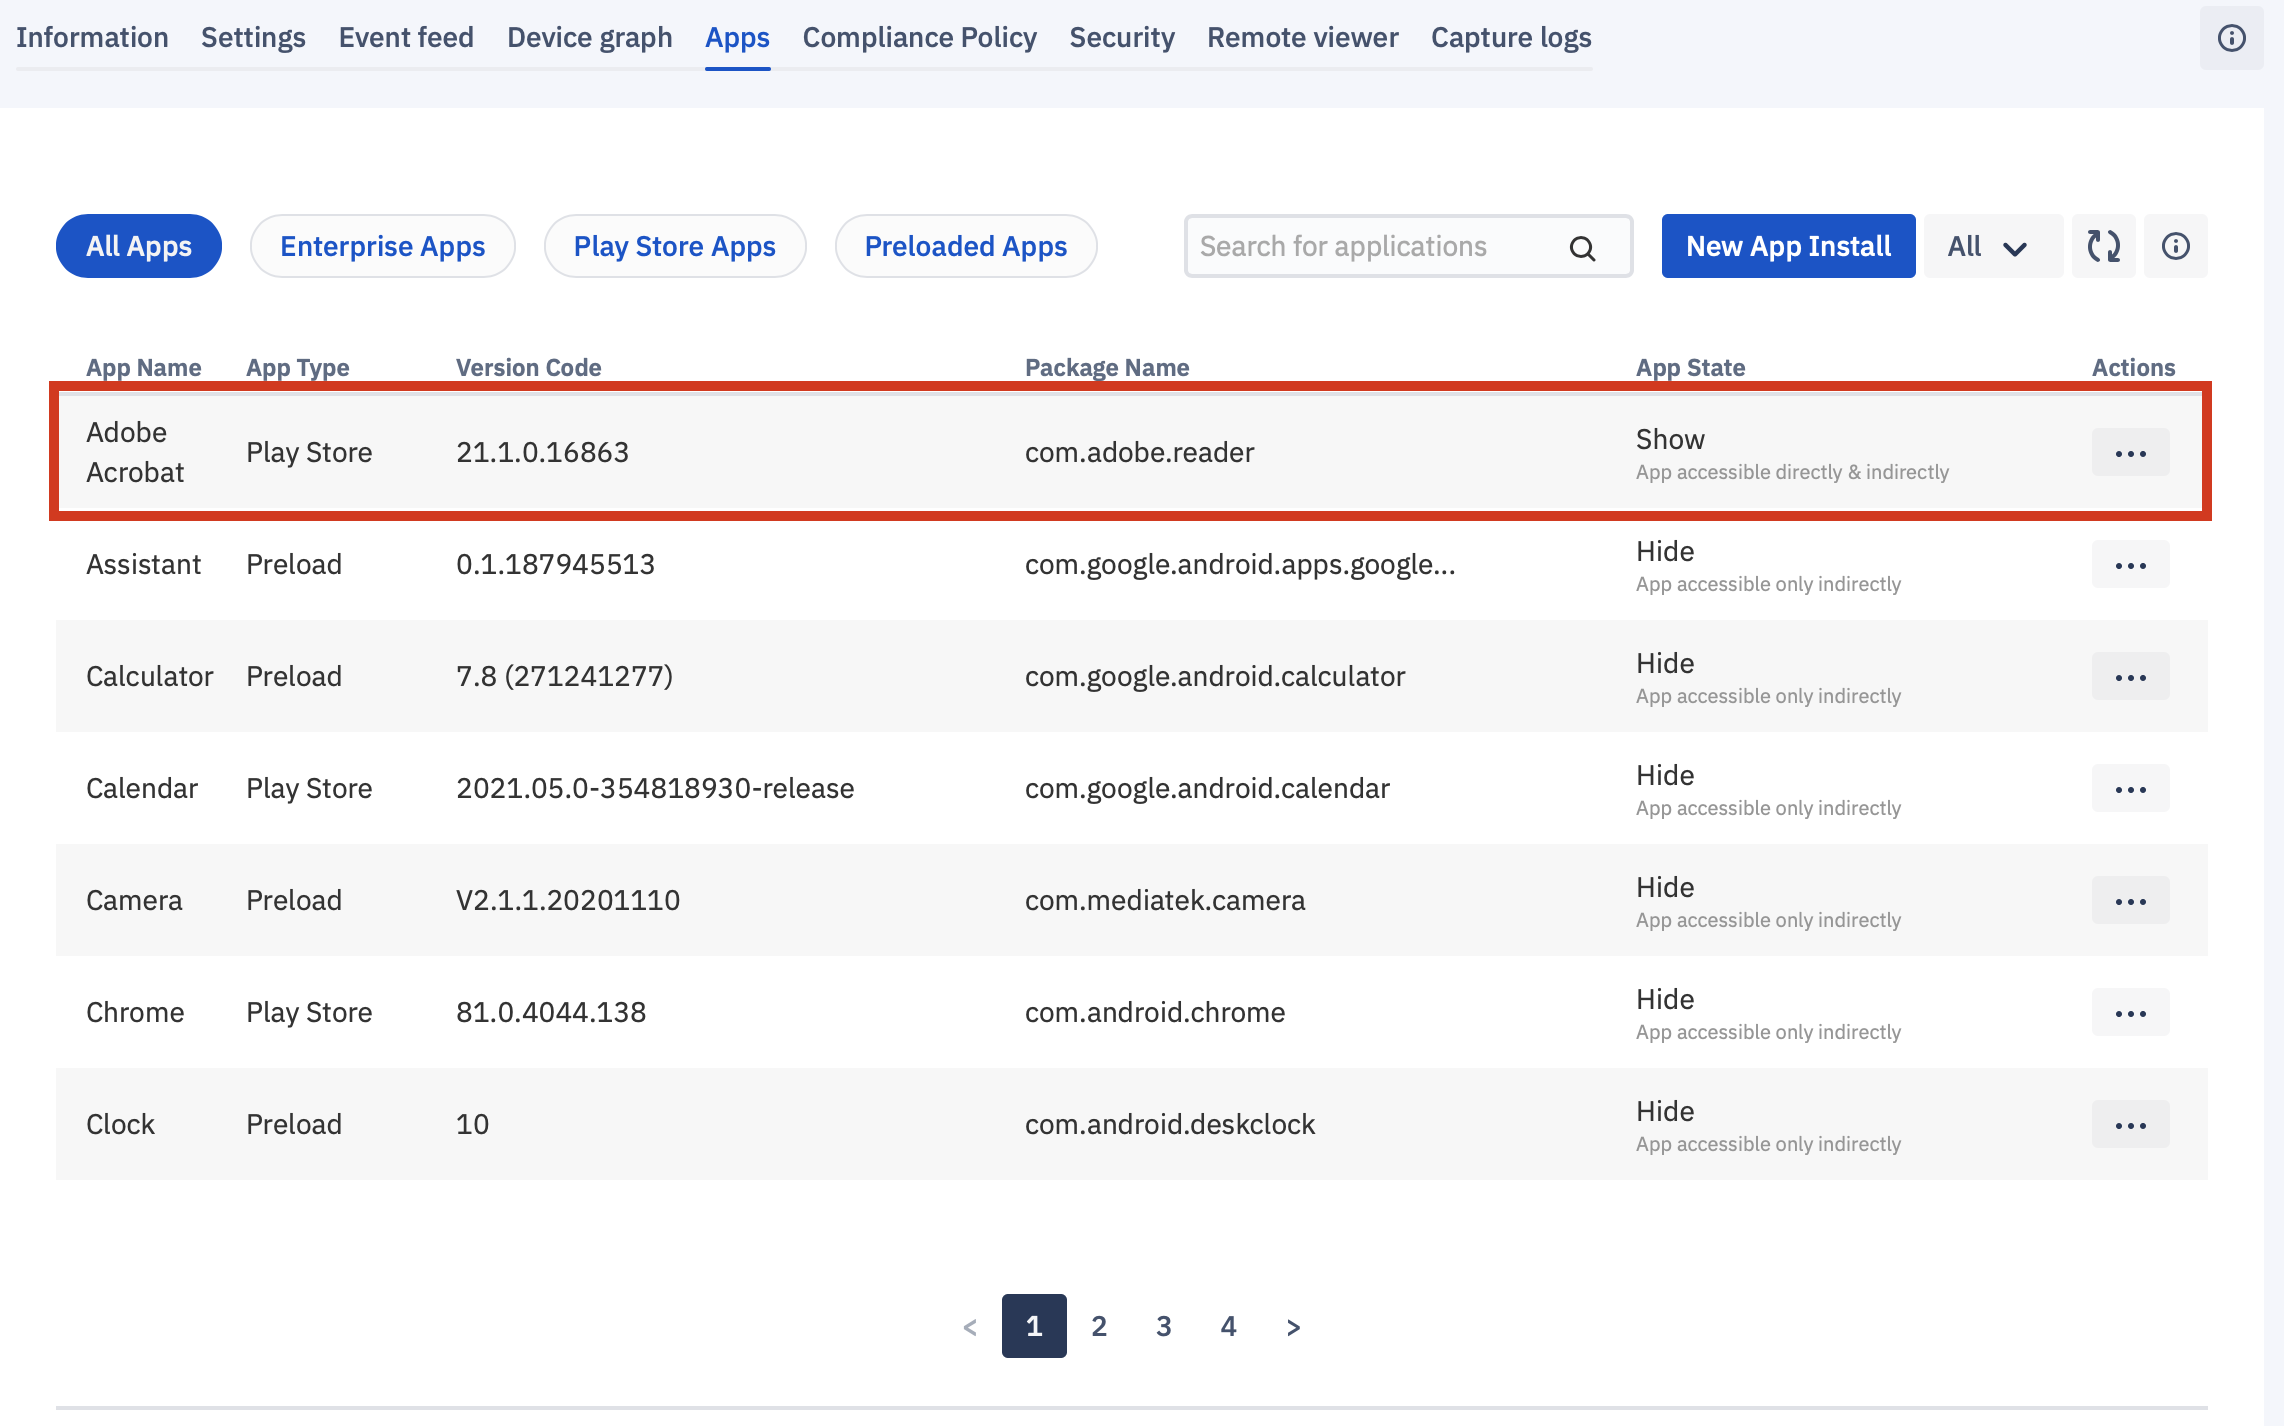 Information Settings Event feed Device graph Apps Compliance Policy Security Remote viewer Capture logs
All Apps Enterprise Apps Play Store Apps Preloaded Apps Search for applications New App Install All
App Name App Type Version Code Package Name App State Actions
Adobe
Acrobat Play Store 21.1.0.16863 com.adobe.reader Show
App accessible directly & indirectly
Assistant Preload 0.1.187945513 com.google.android.apps.google... Hide
App accessible only indirectly
Calculator Preload 7.8 (271241277) com.google.android.calculator Hide
App accessible only indirectly
Calendar Play Store 2021.05.0-354818930-release com.google.android.calendar Hide
App accessible only indirectly
Camera Preload V2.1.1.20201110 com.mediatek.camera Hide
App accessible only indirectly
Chrome Play Store 81.0.4044.138 com.android.chrome Hide
App accessible only indirectly
Clock Preload 10 com.android.deskclock Hide
App accessible only indirectly
< 1 2 3 4 >